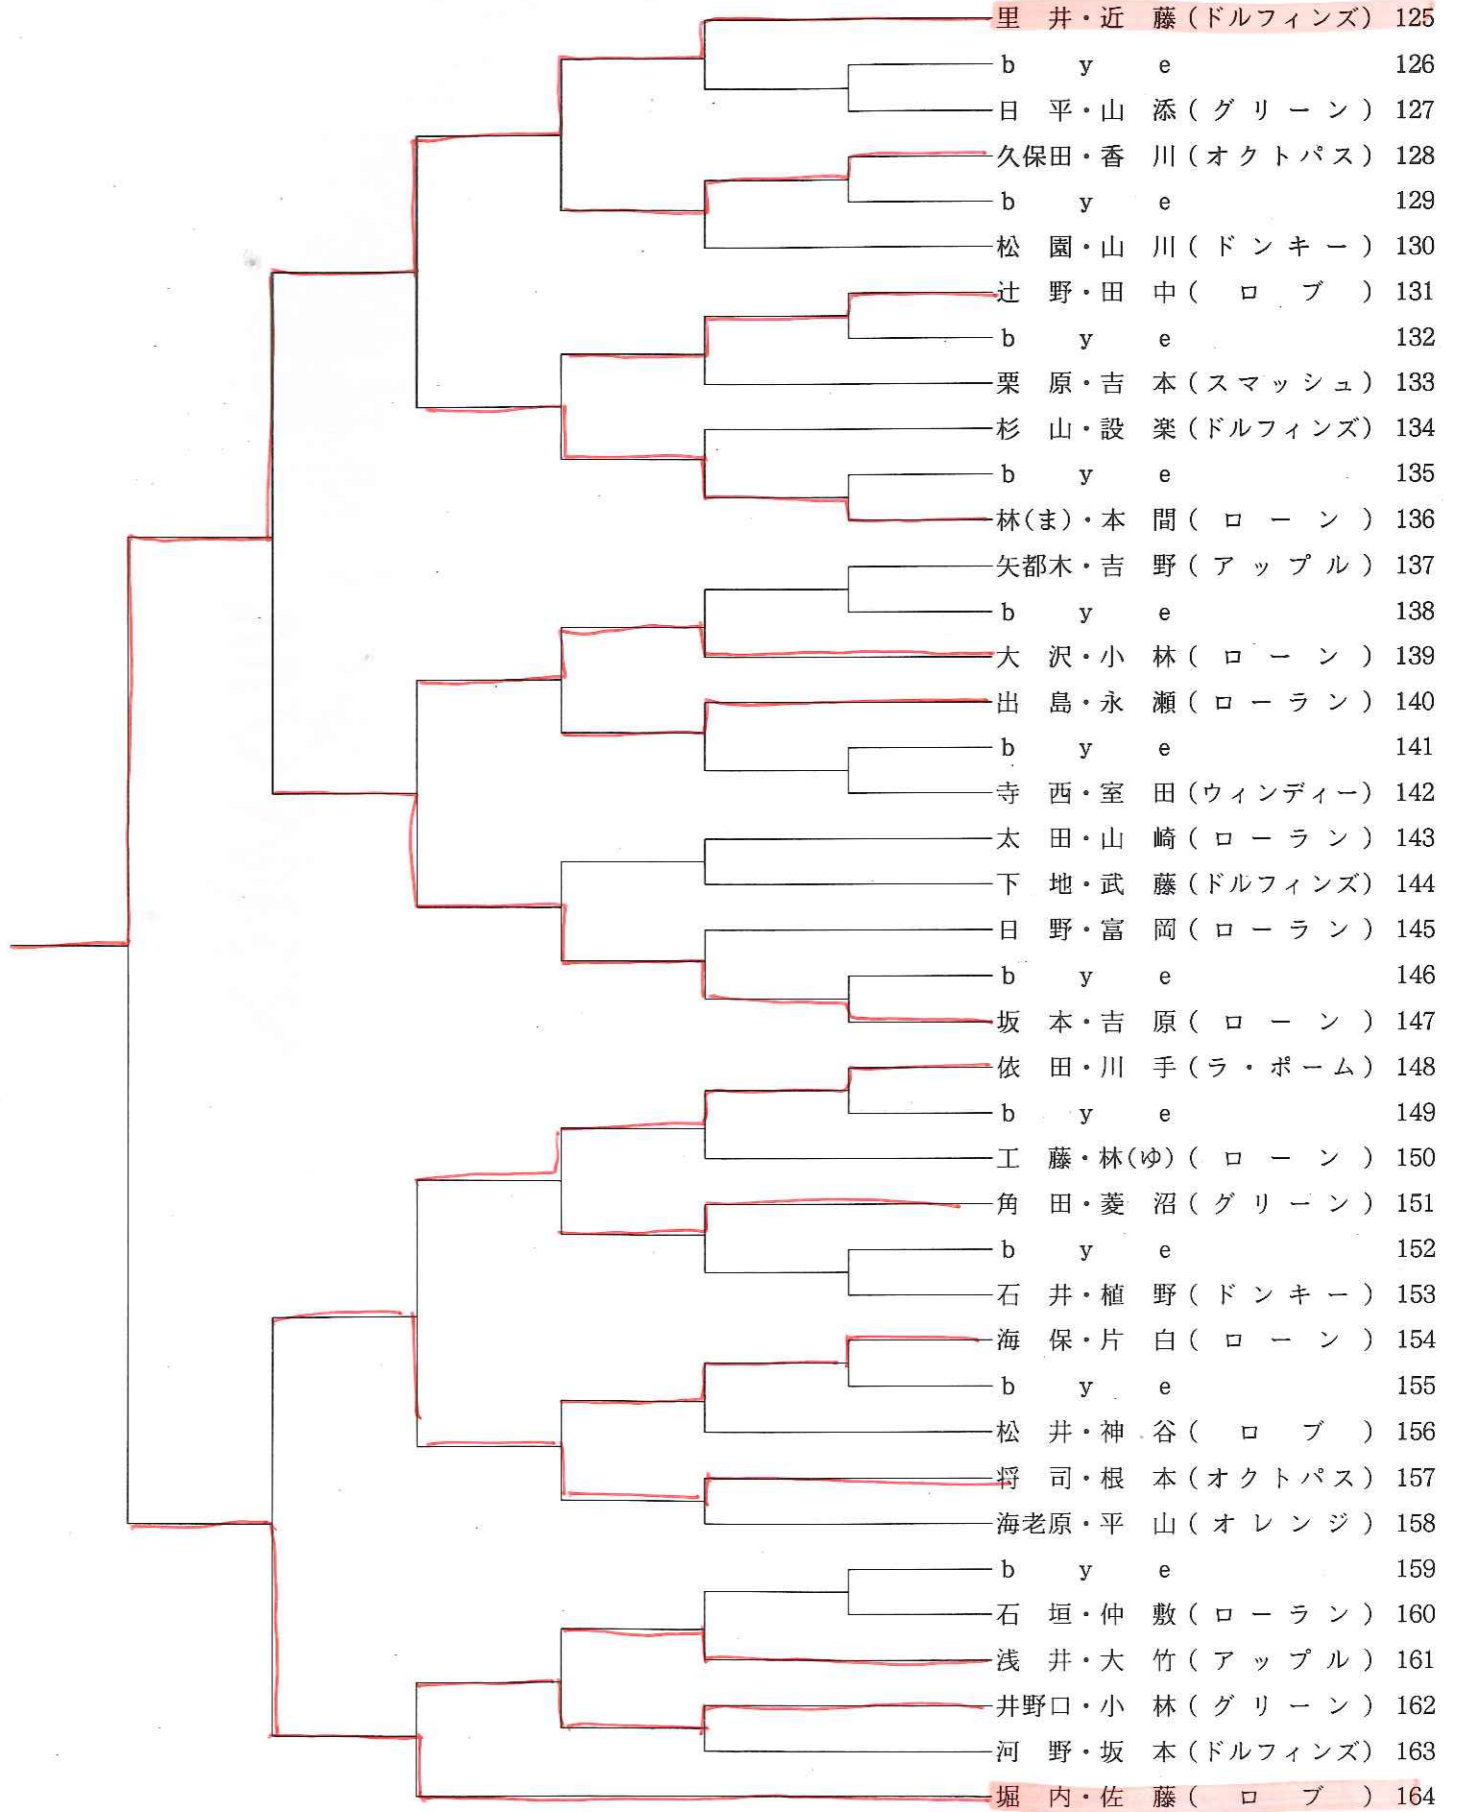 里井・近藤(ドルフィンズ) 125
bye 126
日平・山添(グリーン) 127
久保田・香川(オクトパス) 128
bye 129
松園・山川(ドンキー) 130
辻野・田中(ロブ) 131
bye 132
栗原・吉本(スマッシュ) 133
杉山・設楽(ドルフィンズ) 134
bye 135
林(ま)・本間(ローン) 136
矢都木・吉野(アップル) 137
bye 138
大沢・小林(ローン) 139
出島・永瀬(ローラン) 140
bye 141
寺西・室田(ウィンディー) 142
太田・山崎(ローラン) 143
下地・武藤(ドルフィンズ) 144
日野・富岡(ローラン) 145
bye 146
坂本・吉原(ローン) 147
依田・川手(ラ・ポーム) 148
bye 149
工藤・林(ゆ)(ローン) 150
角田・菱沼(グリーン) 151
bye 152
石井・植野(ドンキー) 153
海保・片白(ローン) 154
bye 155
松井・神谷(ロブ) 156
将司・根本(オクトパス) 157
海老原・平山(オレンジ) 158
bye 159
石垣・仲敷(ローラン) 160
浅井・大竹(アップル) 161
井野口・小林(グリーン) 162
河野・坂本(ドルフィンズ) 163
堀内・佐藤(ロブ) 164